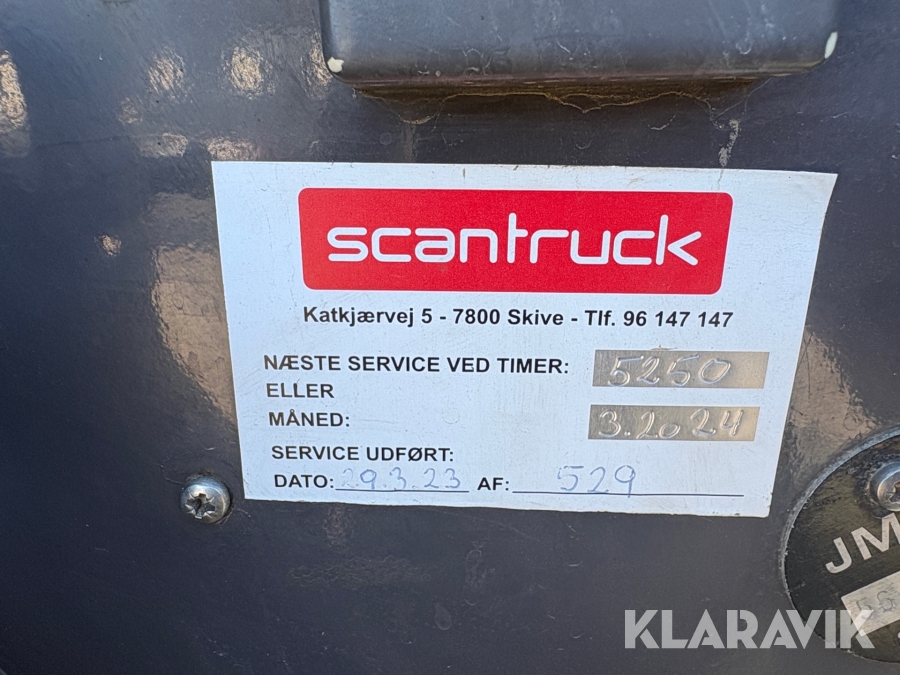 scantruck
Katkjærvej 5 - 7800 Skive - Tlf. 96 147 147
NÆSTE SERVICE VED TIMER: 5250
ELLER
MÅNED: 3.2024
SERVICE UDFØRT:
DATO: 29.3.23 AF: 529
JM
KLARAVIK